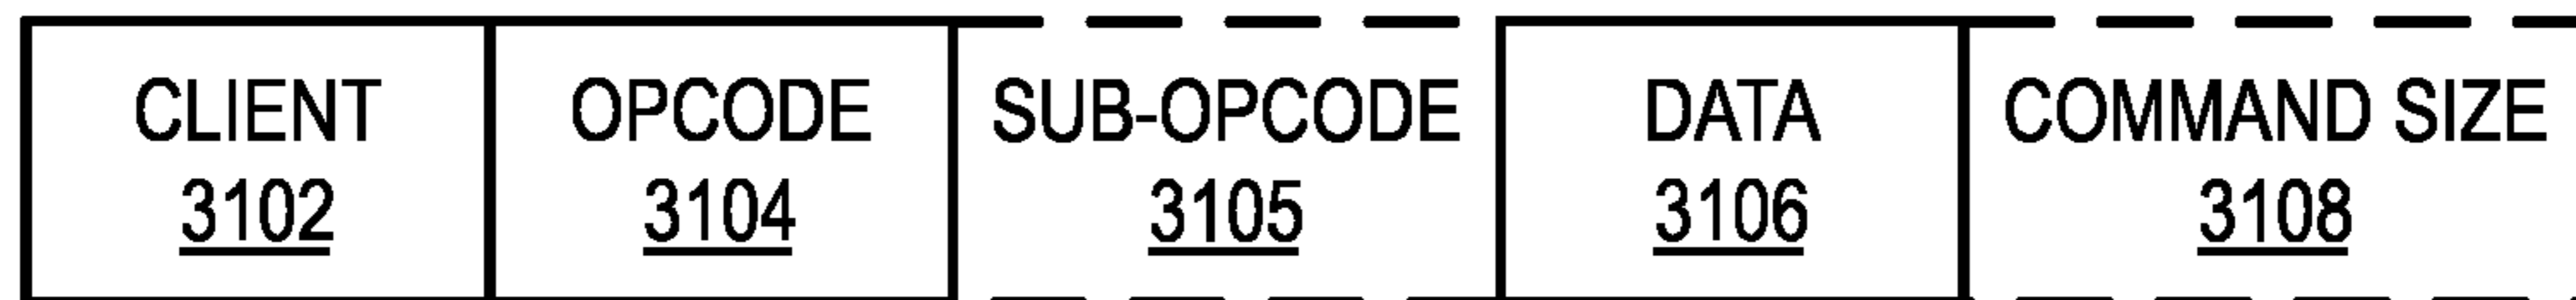 CLIENT
3102
OPCODE
3104
SUB-OPCODE
3105
DATA
3106
COMMAND SIZE
3108